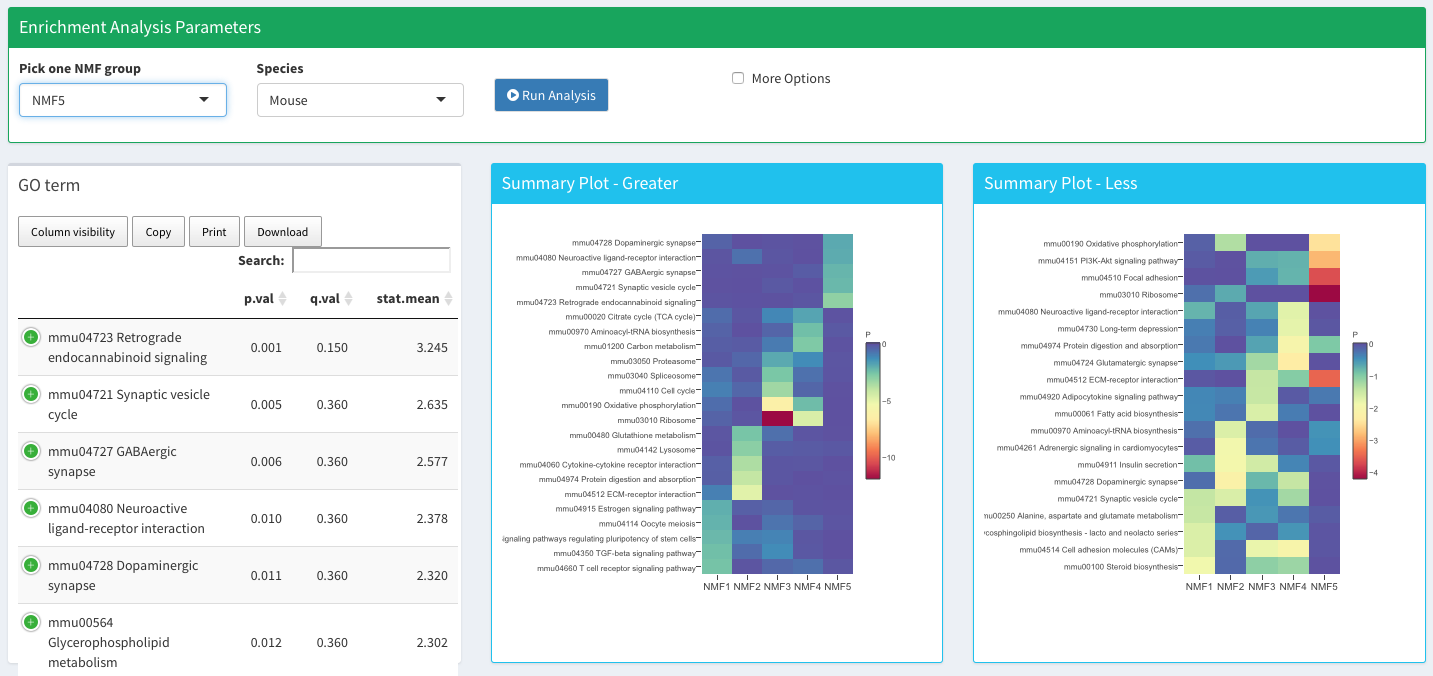 Enrichment Analysis Parameters
Pick one NMF group
Species
NMF5
Mouse
Run Analysis
More Options
GO term
Column visibility
Copy
Print
Download
Search:
p.val q.val stat.mean
mmu04723 Retrograde
endocannabinoid signaling
0.001 0.150 3.245
mmu04721 Synaptic vesicle
cycle
0.005 0.360 2.635
mmu04727 GABAergic
synapse
0.006 0.360 2.577
mmu04080 Neuroactive
ligand-receptor interaction
0.010 0.360 2.378
mmu04728 Dopaminergic
synapse
0.011 0.360 2.320
mmu00564
Glycerophospholipid
metabolism
0.012 0.360 2.302
Summary Plot - Greater
mmu04728 Dopaminergic synapse
mmu04080 Neuroactive ligand-receptor interaction
mmu04727 GABAergic synapse
mmu04721 Synaptic vesicle cycle
mmu04723 Retrograde endocannabinoid signaling
mmu00020 Citrate cycle (TCA cycle)
mmu00970 Aminoacyl-tRNA biosynthesis
mmu01200 Carbon metabolism
mmu03050 Proteasome
mmu03040 Spliceosome
mmu04110 Cell cycle
mmu00190 Oxidative phosphorylation
mmu03010 Ribosome
mmu00480 Glutathione metabolism
mmu04142 Lysosome
mmu04060 Cytokine-cytokine receptor interaction
mmu04974 Protein digestion and absorption
mmu04512 ECM-receptor interaction
mmu04915 Estrogen signaling pathway
mmu04114 Oocyte meiosis
ignaling pathways regulating pluripotency of stem cells
mmu04350 TGF-beta signaling pathway
mmu04660 T cell receptor signaling pathway
NMF1 NMF2 NMF3 NMF4 NMF5
P
0
−5
−10
Summary Plot - Less
mmu00190 Oxidative phosphorylation
mmu04151 PI3K-Akt signaling pathway
mmu04510 Focal adhesion
mmu03010 Ribosome
mmu04080 Neuroactive ligand-receptor interaction
mmu04730 Long-term depression
mmu04974 Protein digestion and absorption
mmu04724 Glutamatergic synapse
mmu04512 ECM-receptor interaction
mmu04920 Adipocytokine signaling pathway
mmu00061 Fatty acid biosynthesis
mmu00970 Aminoacyl-tRNA biosynthesis
mmu04261 Adrenergic signaling in cardiomyocytes
mmu04911 Insulin secretion
mmu04728 Dopaminergic synapse
mmu04721 Synaptic vesicle cycle
nu00250 Alanine, aspartate and glutamate metabolism
cosphingolipid biosynthesis - lacto and neolacto series
mmu04514 Cell adhesion molecules (CAMs)
mmu00100 Steroid biosynthesis
NMF1 NMF2 NMF3 NMF4 NMF5
P
0
−1
−2
−3
−4